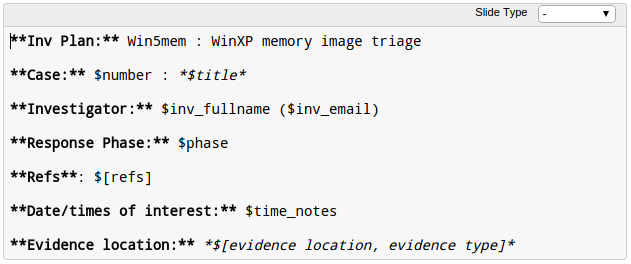 Slide Type -
**Inv Plan:** Win5mem : WinXP memory image triage
**Case:** $number : *$title*
**Investigator:** $inv_fullname ($inv_email)
**Response Phase:** $phase
**Refs**: $[refs]
**Date/times of interest:** $time_notes
**Evidence location:** *$[evidence location, evidence type]*